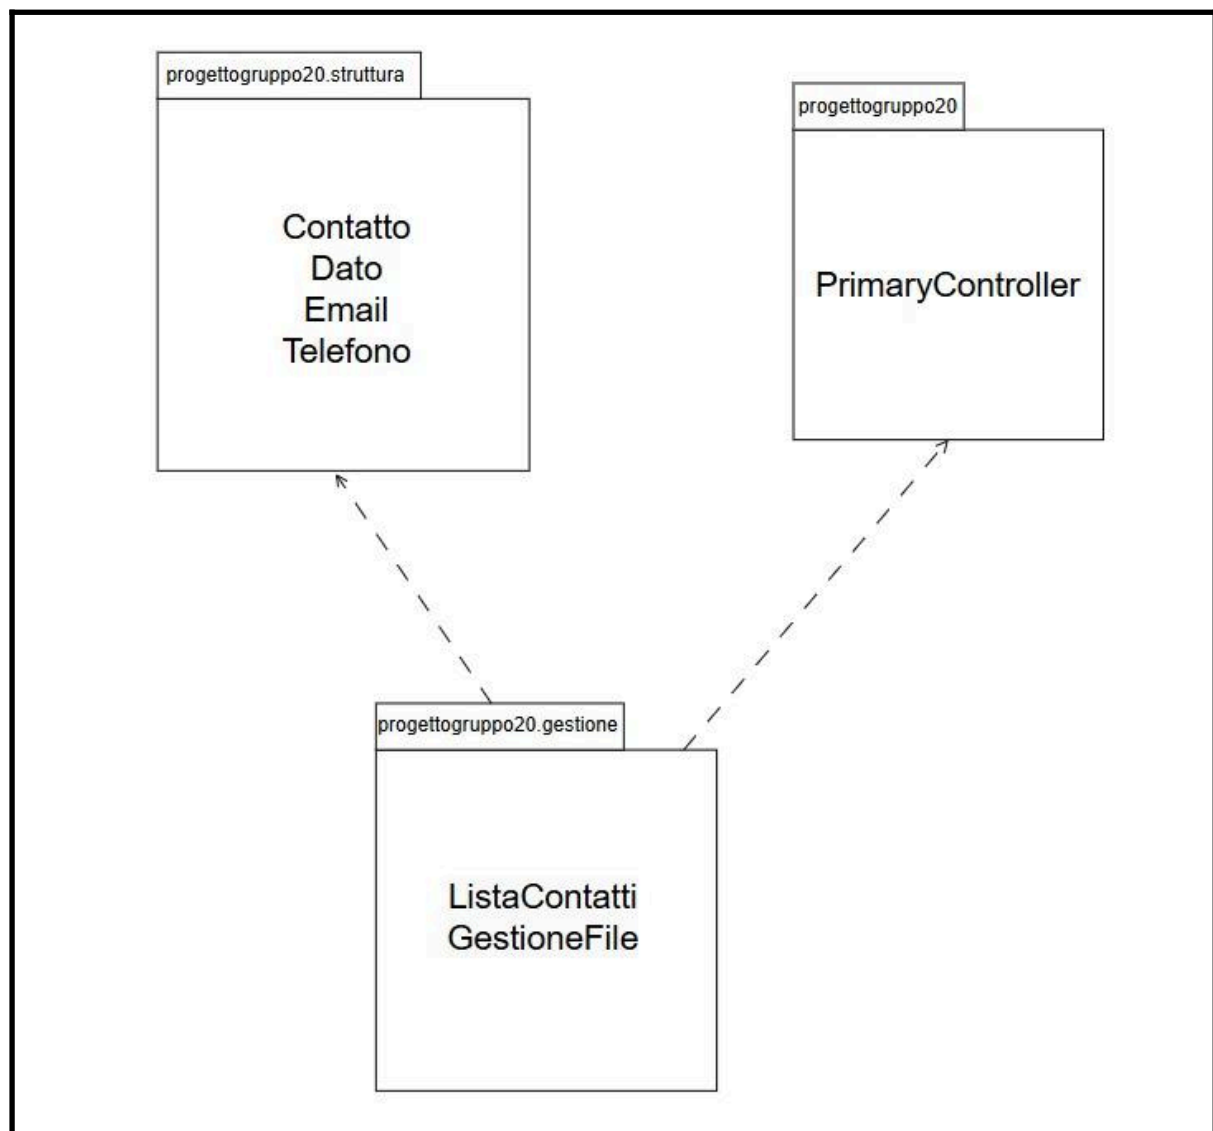 progettogruppo20.struttura
Contatto
Dato
Email
Telefono
progettogruppo20
PrimaryController
progettogruppo20.gestione
ListaContatti
GestioneFile